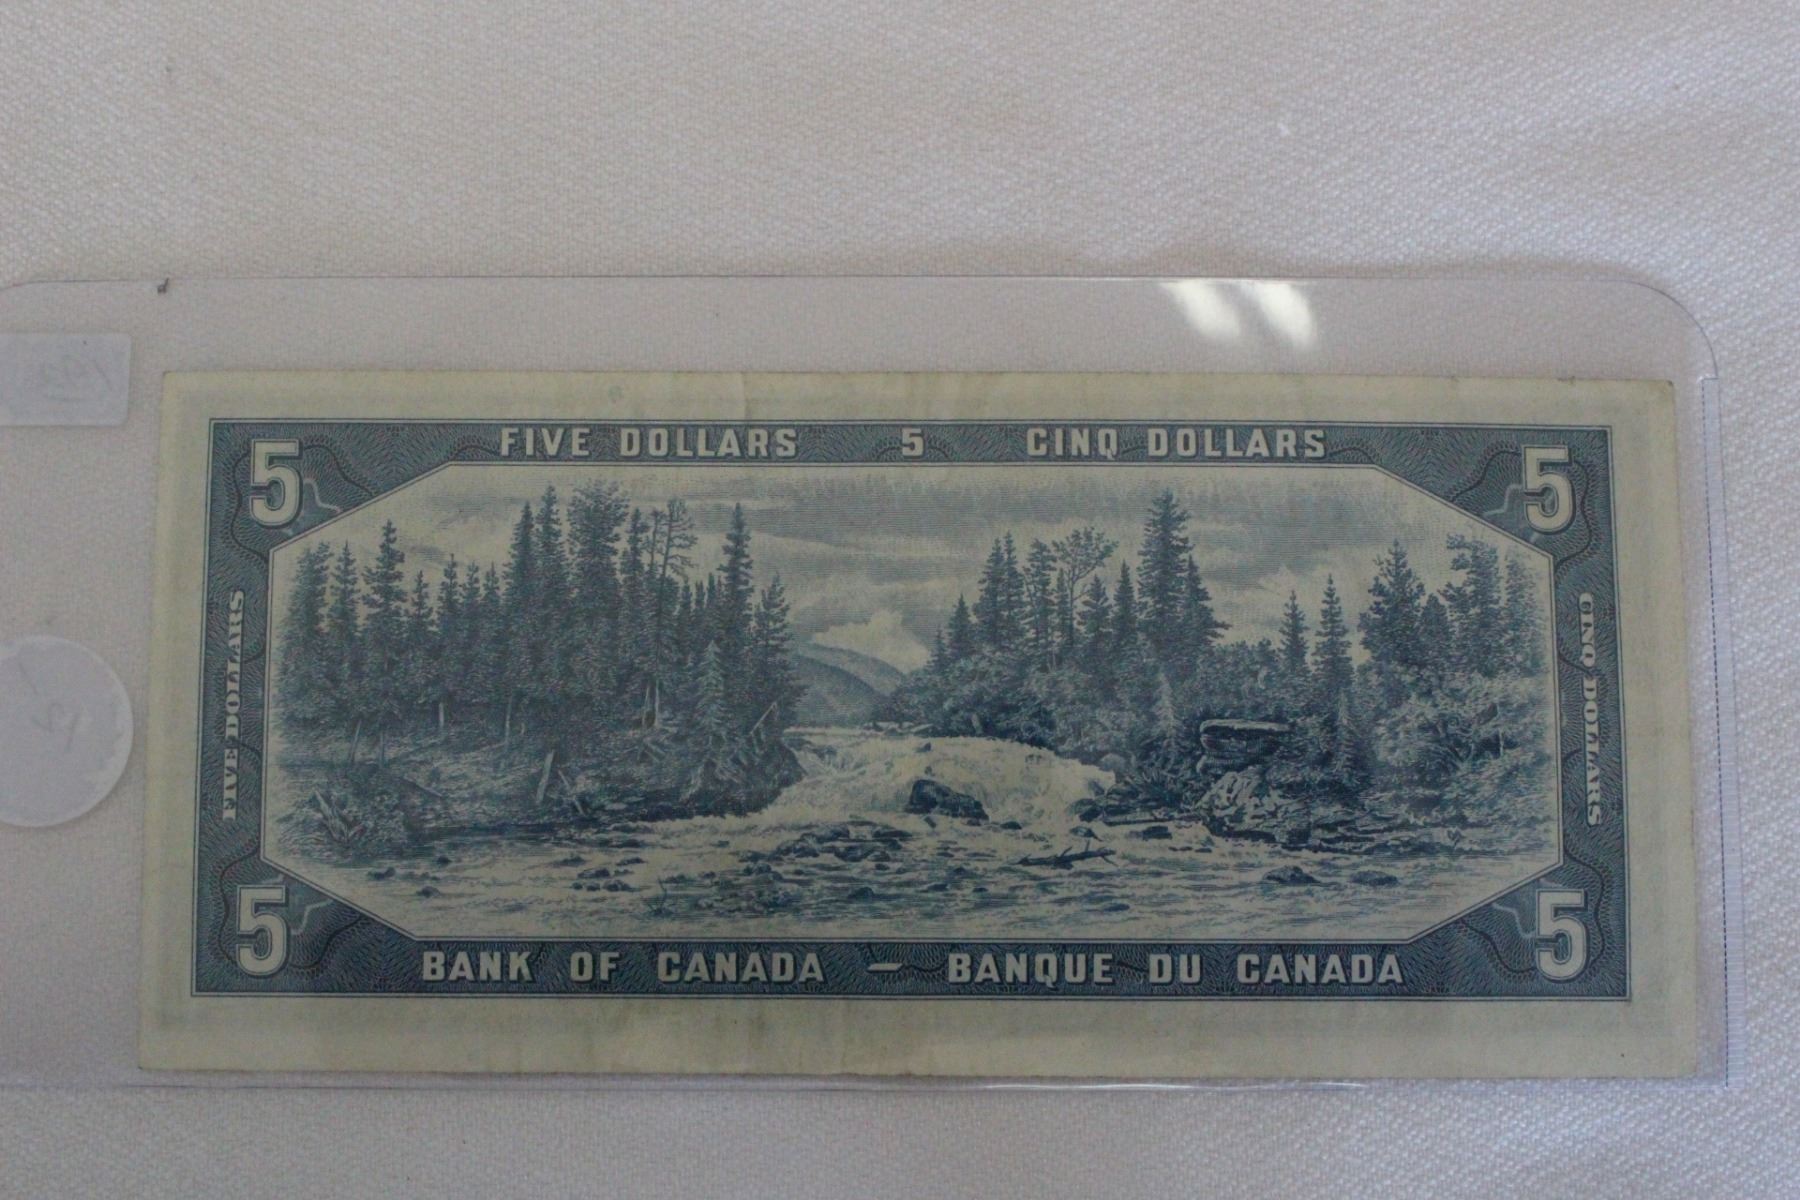 FIVE DOLLARS 5 CINQ DOLLARS
5 5
FIVE DOLLARS
CINQ DOLLARS
5 5
BANK OF CANADA – BANQUE DU CANADA